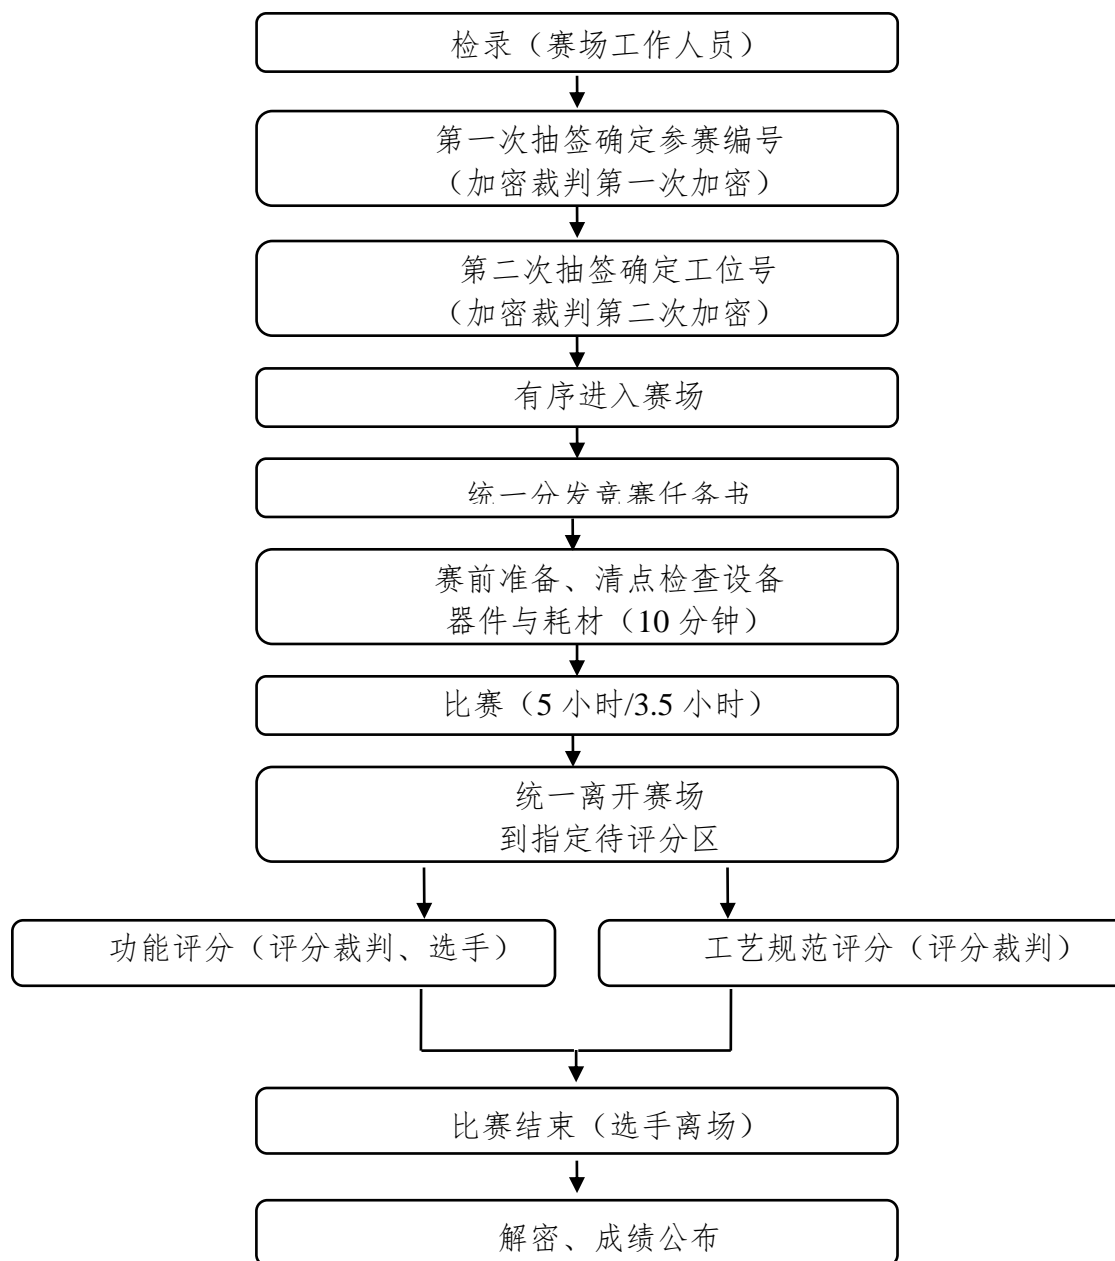 检录（赛场工作人员）
第一次抽签确定参赛编号
（加密裁判第一次加密）
第二次抽签确定工位号
（加密裁判第二次加密）
有序进入赛场
统一分发竞赛任务书
赛前准备、清点检查设备
器件与耗材（10 分钟）
比赛（5 小时/3.5 小时）
统一离开赛场
到指定待评分区
功能评分（评分裁判、选手）
工艺规范评分（评分裁判）
比赛结束（选手离场）
解密、成绩公布